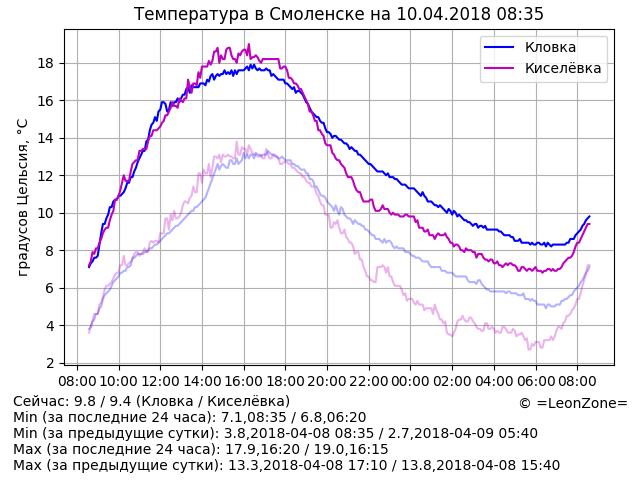 Температура в Смоленске на 10.04.2018 08:35
Кловка
Киселёвка
градусов Цельсия, °C
18
16
14
12
10
8
6
4
2
08:00 10:00 12:00 14:00 16:00 18:00 20:00 22:00 00:00 02:00 04:00 06:00 08:00
Сейчас: 9.8 / 9.4 (Кловка / Киселёвка)
© =LeonZone=
Min (за последние 24 часа): 7.1,08:35 / 6.8,06:20
Min (за предыдущие сутки): 3.8,2018-04-08 08:35 / 2.7,2018-04-09 05:40
Max (за последние 24 часа): 17.9,16:20 / 19.0,16:15
Max (за предыдущие сутки): 13.3,2018-04-08 17:10 / 13.8,2018-04-08 15:40